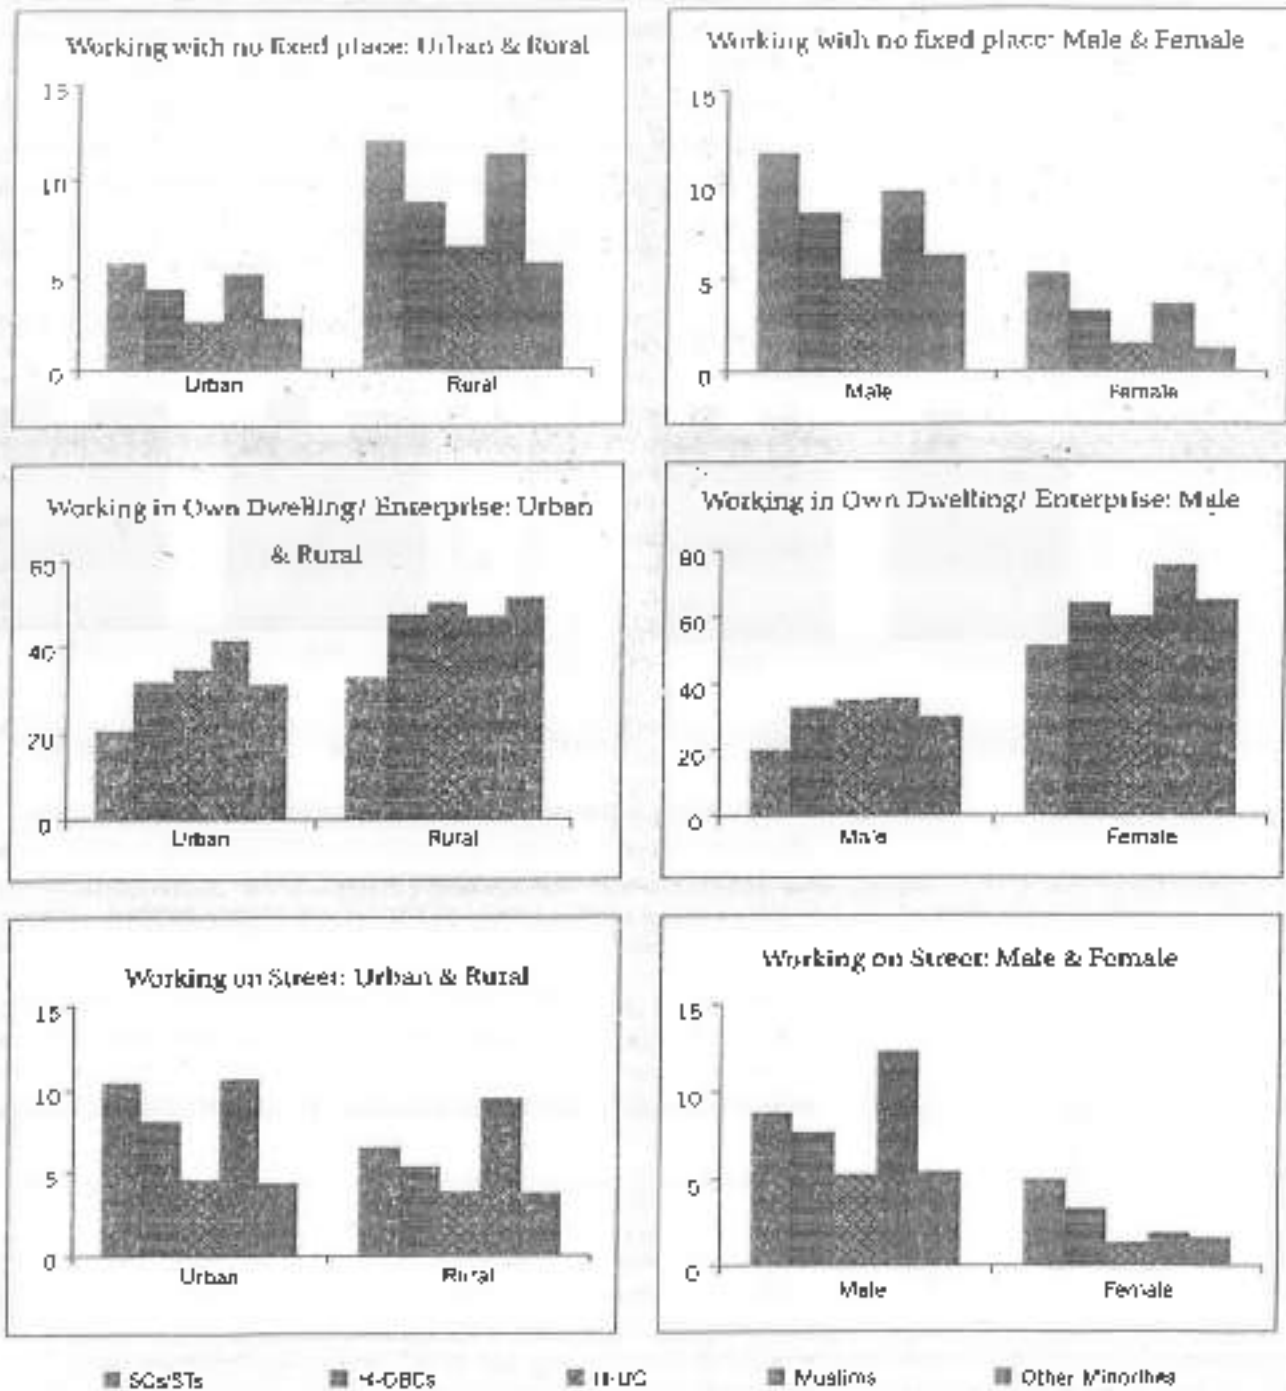 Working with no fixed place: Urban & Rural
15
10
5
0
Urban
Rural
Working with no fixed place: Male & Female
15
10
5
0
Male
Female
Working in Own Dwelling/ Enterprise: Urban
& Rural
60
40
20
0
Urban
Rural
Working in Own Dwelling/ Enterprise: Male
80
60
40
20
0
Male
Female
Working on Street: Urban & Rural
15
10
5
0
Urban
Rural
Working on Street: Male & Female
15
10
5
0
Male
Female
SCs/STs
H-OBCs
H-UC
Muslims
Other Minorities